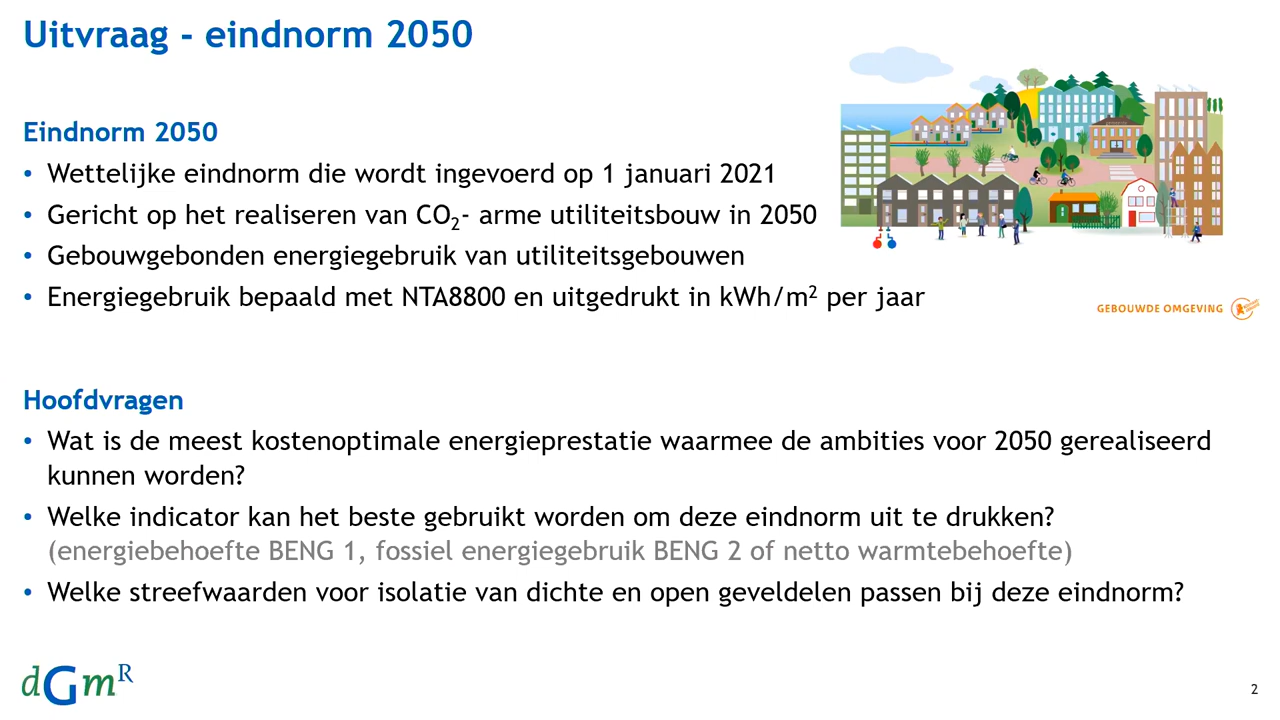 Uitvraag - eindnorm 2050
Eindnorm 2050
• Wettelijke eindnorm die wordt ingevoerd op 1 januari 2021
• Gericht op het realiseren van CO₂- arme utiliteitsbouw in 2050
• Gebouwgebonden energiegebruik van utiliteitsgebouwen
• Energiegebruik bepaald met NTA8800 en uitgedrukt in kWh/m² per jaar
GEBOUWDE OMGEVING
Hoofdvragen
• Wat is de meest kostenoptimale energieprestatie waarmee de ambities voor 2050 gerealiseerd
kunnen worden?
• Welke indicator kan het beste gebruikt worden om deze eindnorm uit te drukken?
(energiebehoefte BENG 1, fossiel energiegebruik BENG 2 of netto warmtebehoefte)
• Welke streefwaarden voor isolatie van dichte en open geveldelen passen bij deze eindnorm?
dGmR
2